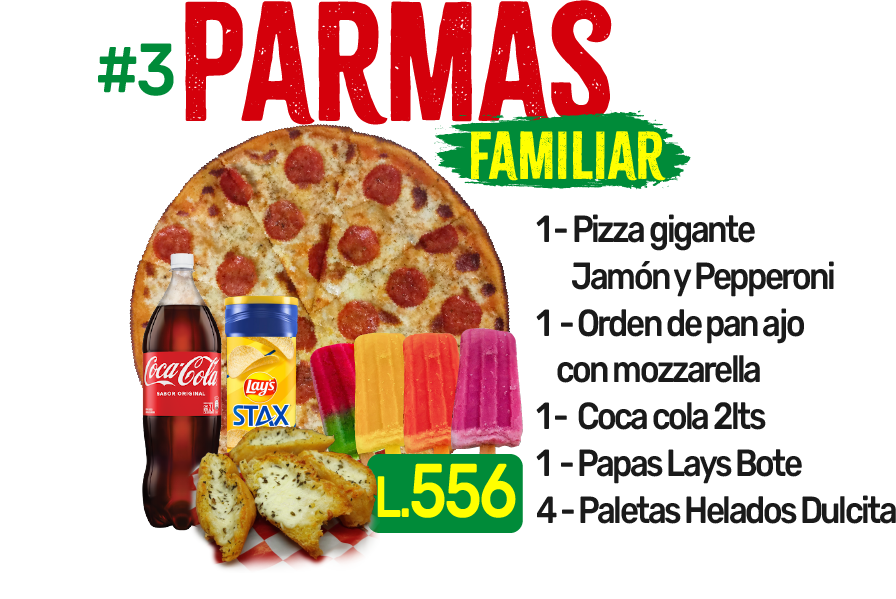 #3 PARMAS
FAMILIAR
1 - Pizza gigante
Jamón y Pepperoni
1 - Orden de pan ajo
con mozzarella
1 - Coca cola 2lts
1 - Papas Lays Bote
4 - Paletas Helados Dulcita
Coca-Cola
SABOR ORIGINAL
Lay's
STAX
L.556